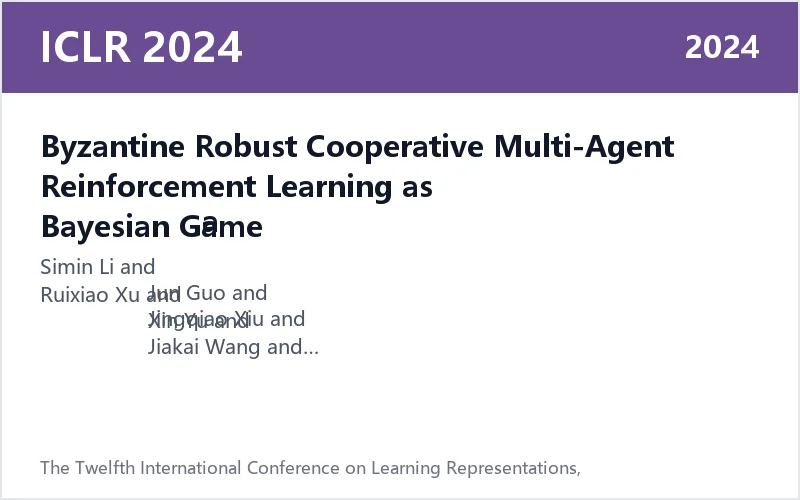 ICLR 2024
2024
Byzantine Robust Cooperative Multi-Agent
Reinforcement Learning as
a
Bayesian Game
Simin Li and
Jun Guo and
Ruixiao Xu and
Jingqiao Xiu and
Xin Yu and
Jiakai Wang and...
The Twelfth International Conference on Learning Representations,